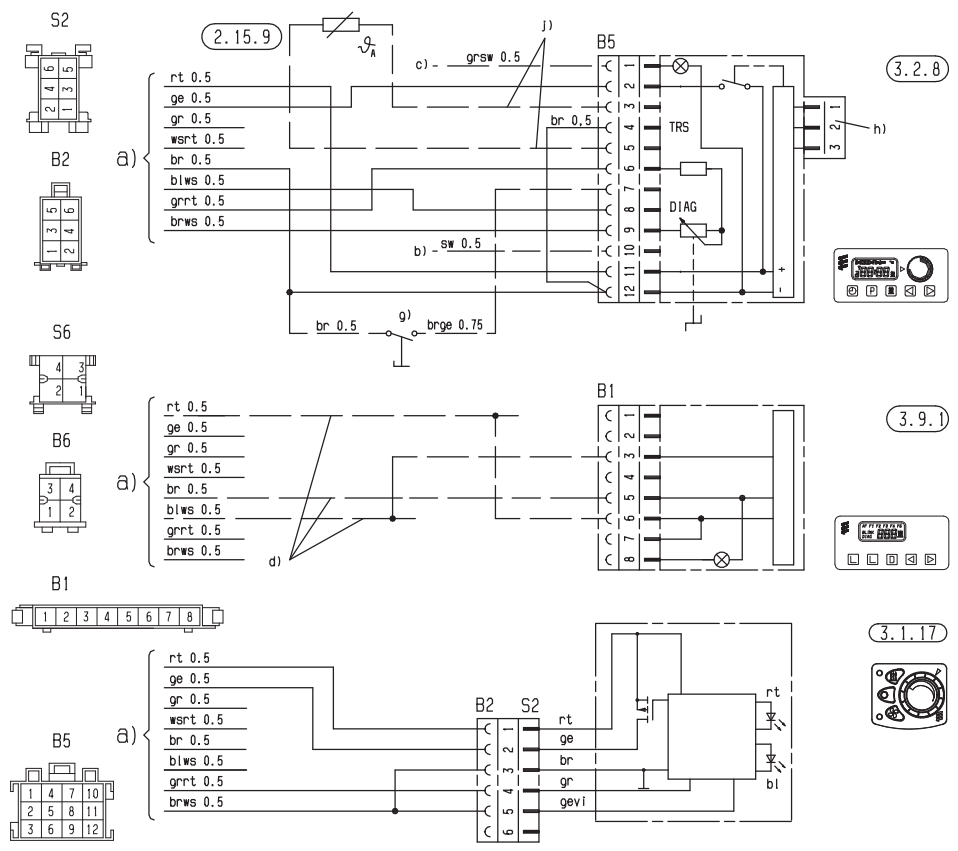 S2
6 5
4 3
2 1
B2
5 6
3 4
1 2
2.15.9
ϑA
j)
c) grsw 0.5
B5
3.2.8
a)
rt 0.5
ge 0.5
gr 0.5
wsrt 0.5
br 0.5
blws 0.5
grrt 0.5
brws 0.5
br 0.5
1
2
3
4
5
6
7
8
9
10
11
12
TRS
DIAG
1
2
3
h)
+
-
b) sw 0.5
br 0.5
g)
brge 0.75
P
S6
4 3
2 1
B6
3 4
1 2
a)
rt 0.5
ge 0.5
gr 0.5
wsrt 0.5
br 0.5
blws 0.5
grrt 0.5
brws 0.5
d)
B1
1
2
3
4
5
6
7
8
3.9.1
AF F1 F2 F3 F4 F5
DIAG
L L D
B1
1 2 3 4 5 6 7 8
3.1.17
a)
rt 0.5
ge 0.5
gr 0.5
wsrt 0.5
br 0.5
blws 0.5
grrt 0.5
brws 0.5
B2 S2
1
2
3
4
5
6
rt
ge
br
gr
gevi
rt
bl
B5
1 4 7 10
2 5 8 11
3 6 9 12